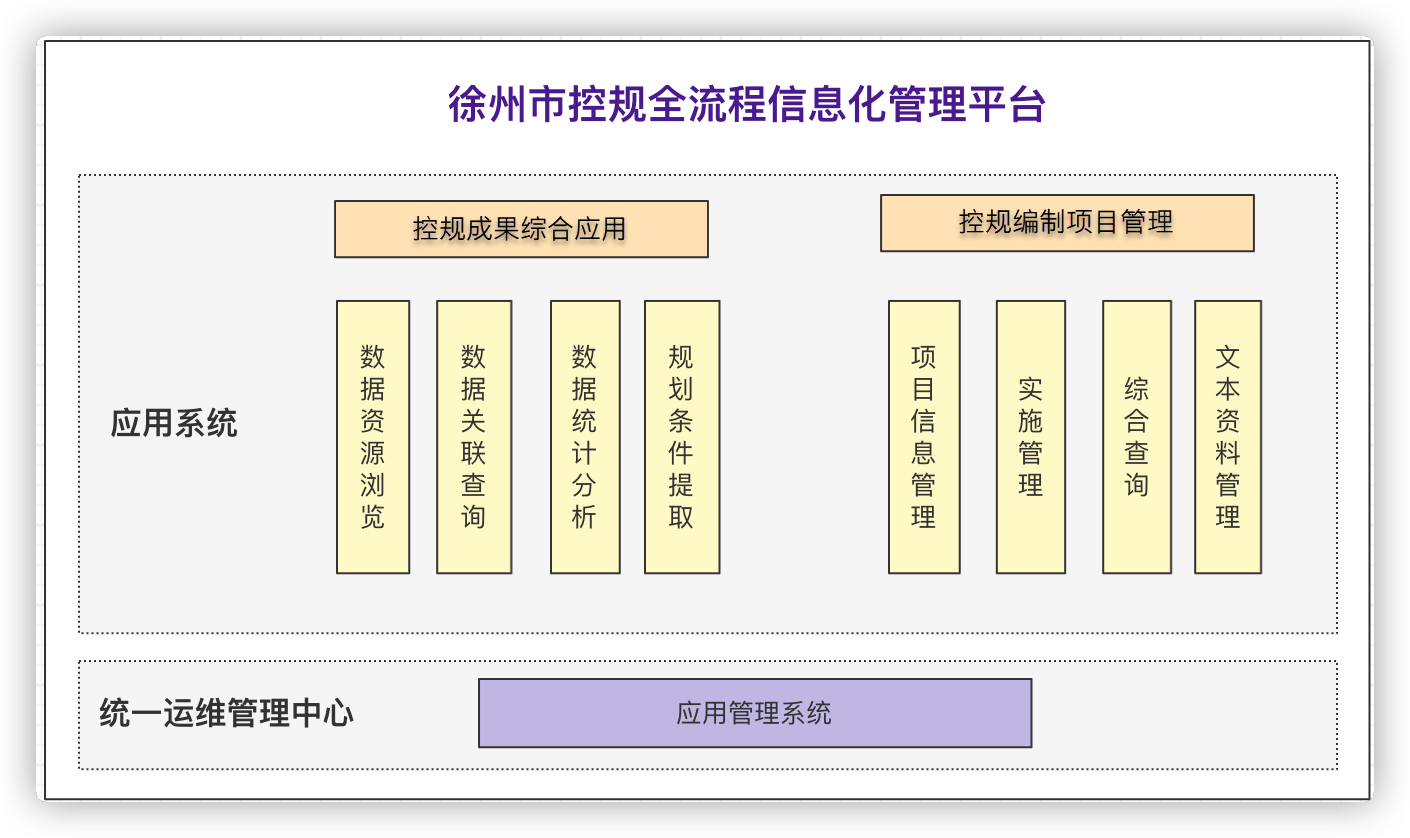 徐州市控规全流程信息化管理平台
控规成果综合应用
控规编制项目管理
应用系统
数据资源浏览
数据关联查询
数据统计分析
规划条件提取
项目信息管理
实施管理
综合查询
文本资料管理
统一运维管理中心
应用管理系统